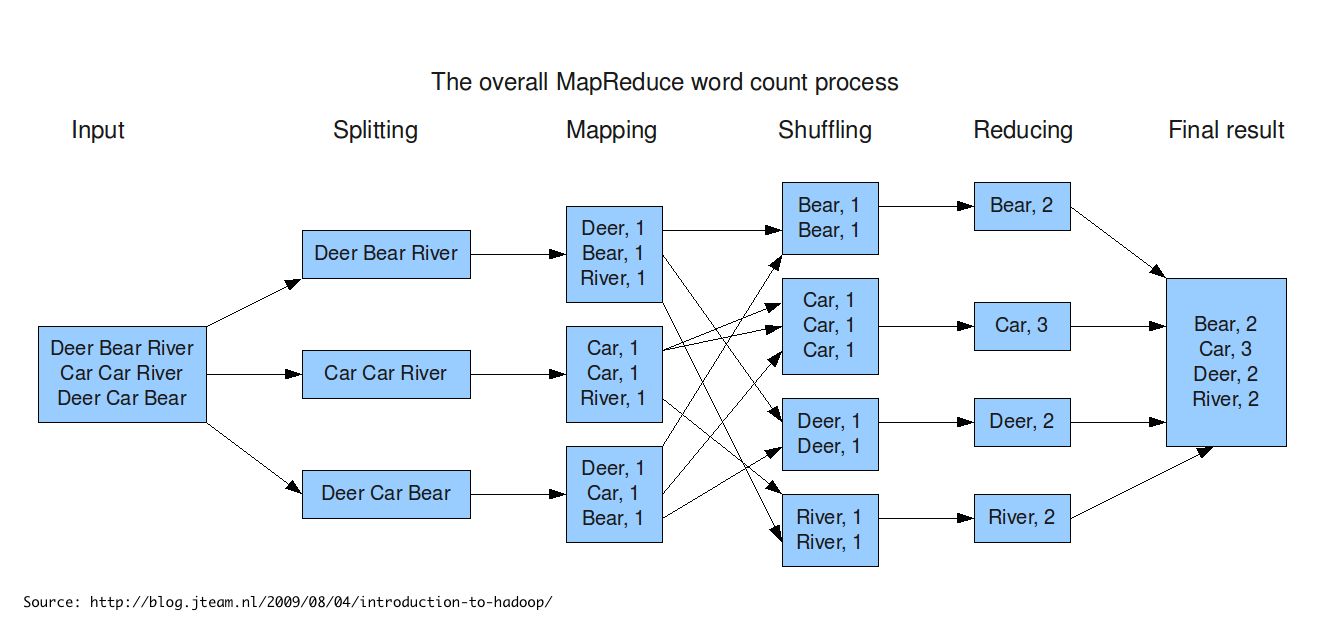 The overall MapReduce word count process
Input
Splitting
Mapping
Shuffling
Reducing
Final result
Deer Bear River
Car Car River
Deer Car Bear
Deer Bear River
Car Car River
Deer Car Bear
Deer, 1
Bear, 1
River, 1
Car, 1
Car, 1
River, 1
Deer, 1
Car, 1
Bear, 1
Bear, 1
Bear, 1
Car, 1
Car, 1
Car, 1
Deer, 1
Deer, 1
River, 1
River, 1
Bear, 2
Car, 3
Deer, 2
River, 2
Bear, 2
Car, 3
Deer, 2
River, 2
Source: http://blog.jteam.nl/2009/08/04/introduction-to-hadoop/